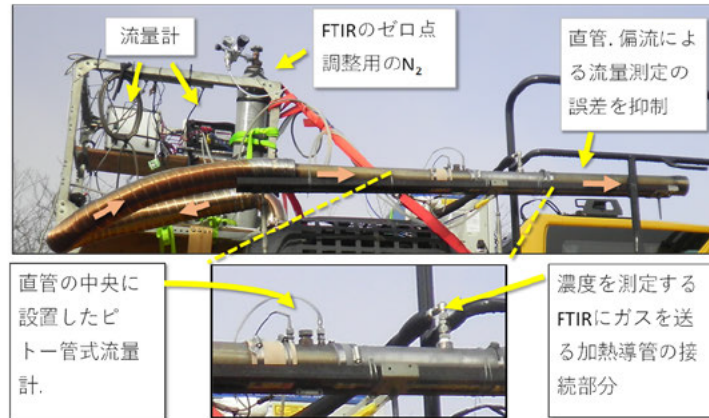 流量計
FTIRのゼロ点
調整用のN₂
直管. 偏流によ
る流量測定の
誤差を抑制
直管の中央に
設置したピ
トー管式流量
計.
濃度を測定する
FTIRにガスを送
る加熱導管の接
続部分